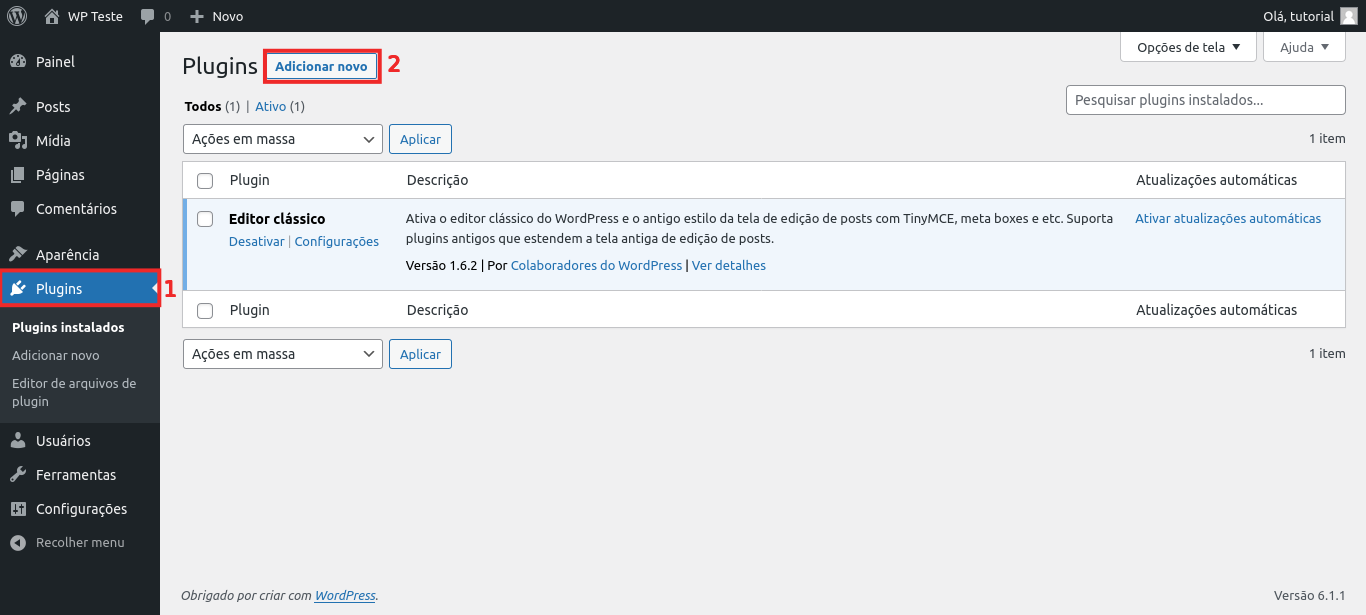 WP Teste 0 Novo Olá, tutorial
Painel
Posts
Mídia
Páginas
Comentários
Aparência
Plugins 1
Plugins instalados
Adicionar novo
Editor de arquivos de
plugin
Usuários
Ferramentas
Configurações
Recolher menu
Opções de tela Ajuda
Plugins Adicionar novo 2
Todos (1) | Ativo (1)
Pesquisar plugins instalados...
Ações em massa Aplicar 1 item
Plugin Descrição Atualizações automáticas
Editor clássico Ativa o editor clássico do WordPress e o antigo estilo da tela de edição de posts com TinyMCE, meta boxes e etc. Suporta Ativar atualizações automáticas
Desativar | Configurações plugins antigos que estendem a tela antiga de edição de posts.
Versão 1.6.2 | Por Colaboradores do WordPress | Ver detalhes
Plugin Descrição Atualizações automáticas
Ações em massa Aplicar 1 item
Obrigado por criar com WordPress. Versão 6.1.1